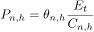 P_{n,h} = \theta_{n,h} \frac{E_t}{C_{n,h}}